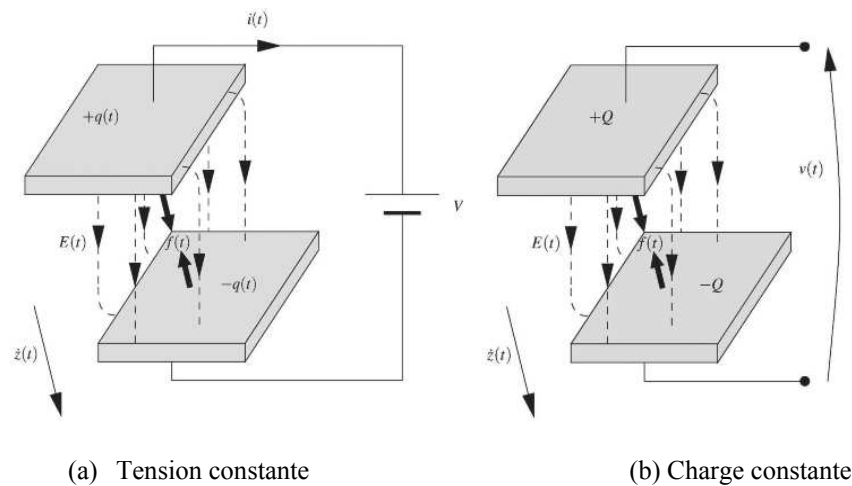 i(t)
+q(t)
V
E(t)
f(t)
−q(t)
ż(t)
+Q
v(t)
E(t)
f(t)
−Q
ż(t)
(a) Tension constante
(b) Charge constante